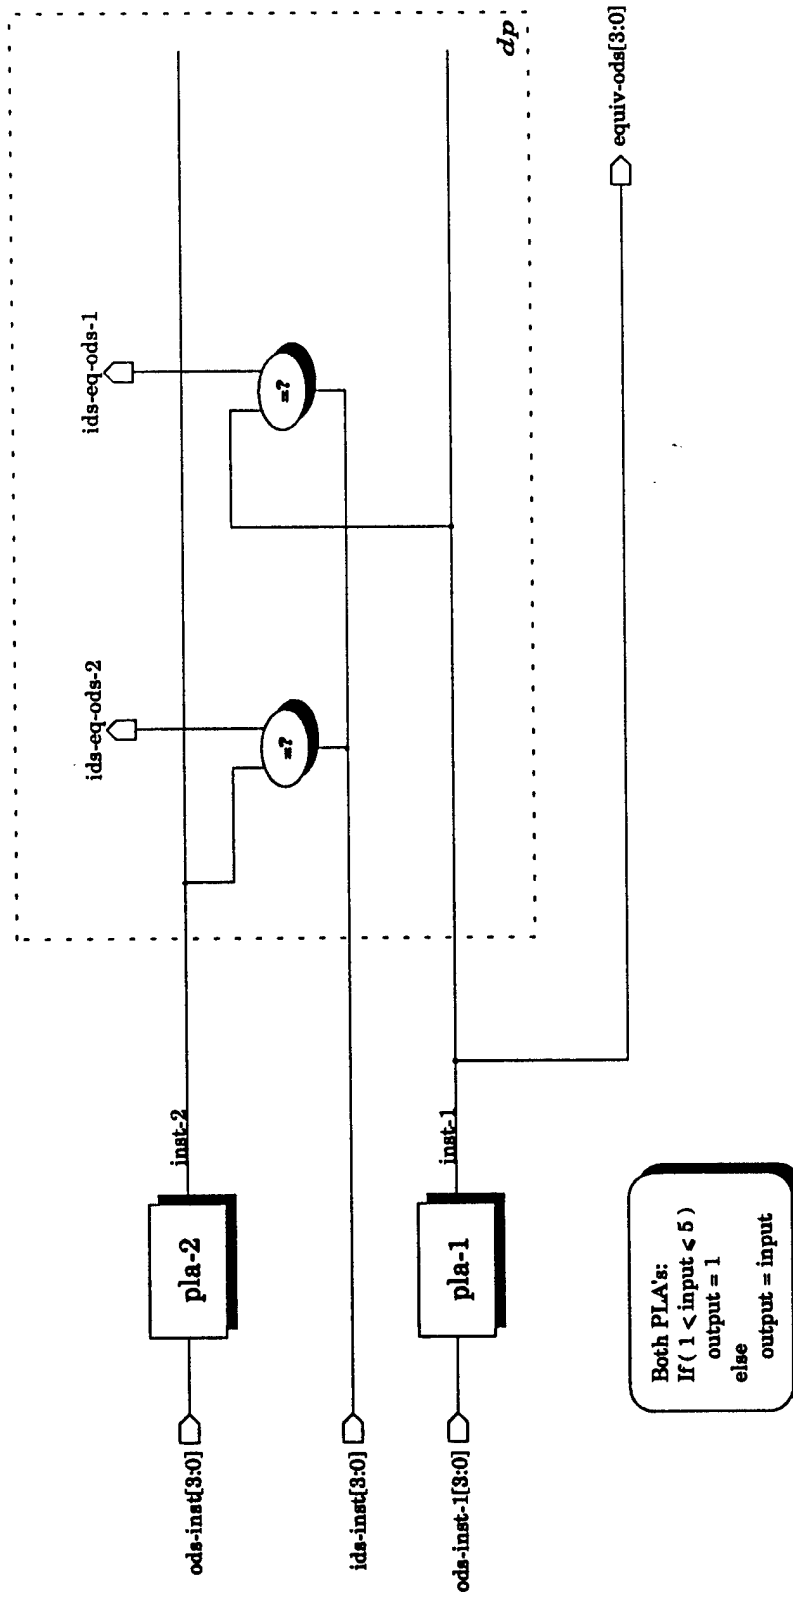 ods-inst[3:0]
pla-2
inst-2
ids-eq-ods-2
=?
ids-eq-ods-1
=?
ids-inst[3:0]
ods-inst-1[3:0]
pla-1
inst-1
dp
equiv-ods[3:0]
Both PLA's:
If( 1 < input < 5 )
output = 1
else
output = input